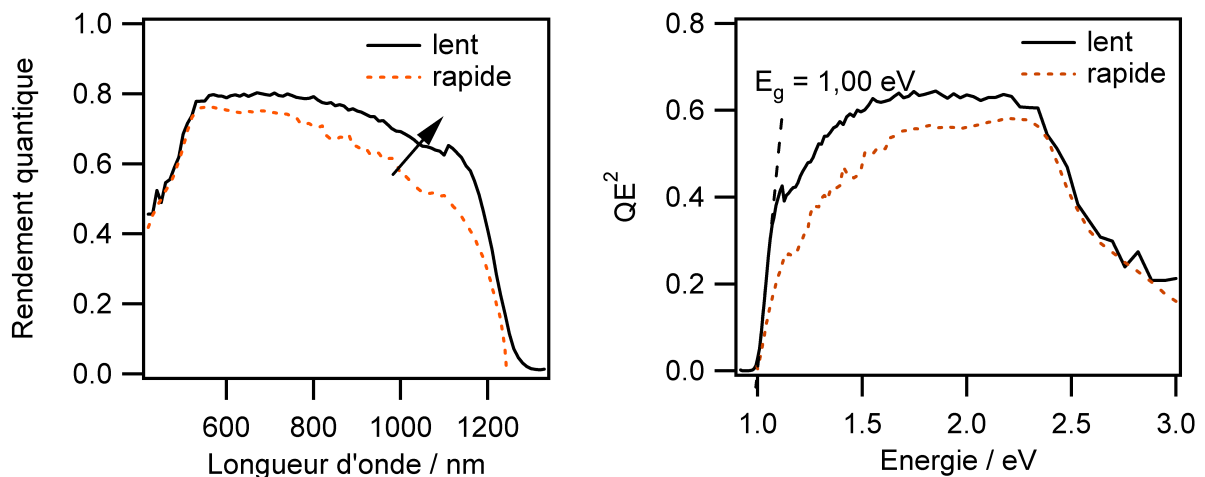 Rendement quantique
1.0
0.8
0.6
0.4
0.2
0.0
lent
rapide
600
800
1000
1200
Longueur d'onde / nm
QE²
0.8
0.6
0.4
0.2
0.0
E_g = 1,00 eV
lent
rapide
1.0
1.5
2.0
2.5
3.0
Energie / eV